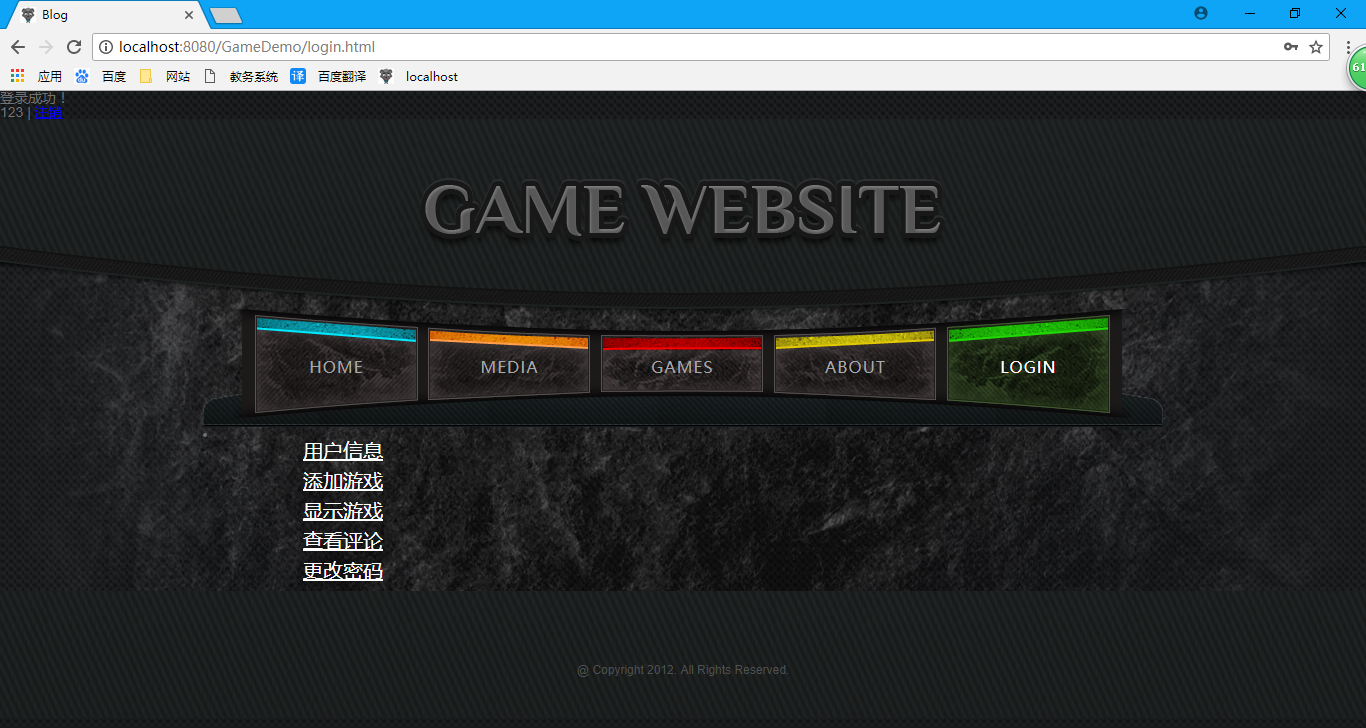 Blog
localhost:8080/GameDemo/login.html
应用 百度 网站 教务系统 译 百度翻译 localhost
61
登录成功！
123 | 注销
GAME WEBSITE
HOME MEDIA GAMES ABOUT LOGIN
用户信息
添加游戏
显示游戏
查看评论
更改密码
@ Copyright 2012. All Rights Reserved.